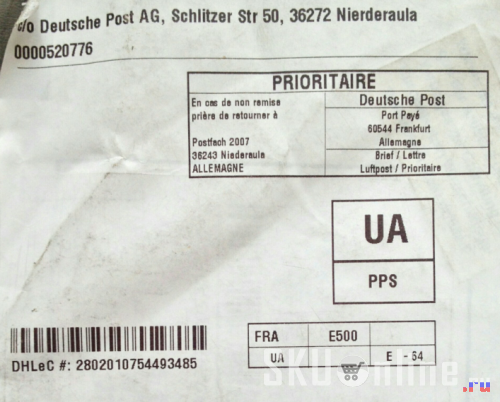 c/o Deutsche Post AG, Schlitzer Str 50, 36272 Nierderaula
0000520776
PRIORITAIRE
En cas de non remise
prière de retourner à
Postfach 2007
36243 Niederaula
ALLEMAGNE
Deutsche Post
Port Payé
60544 Frankfurt
Allemagne
Brief / Lettre
Luftpost / Prioritaire
UA
PPS
FRA E500
UA E - 64
DHLeC #: 2802010754493485
SKU online
.ru